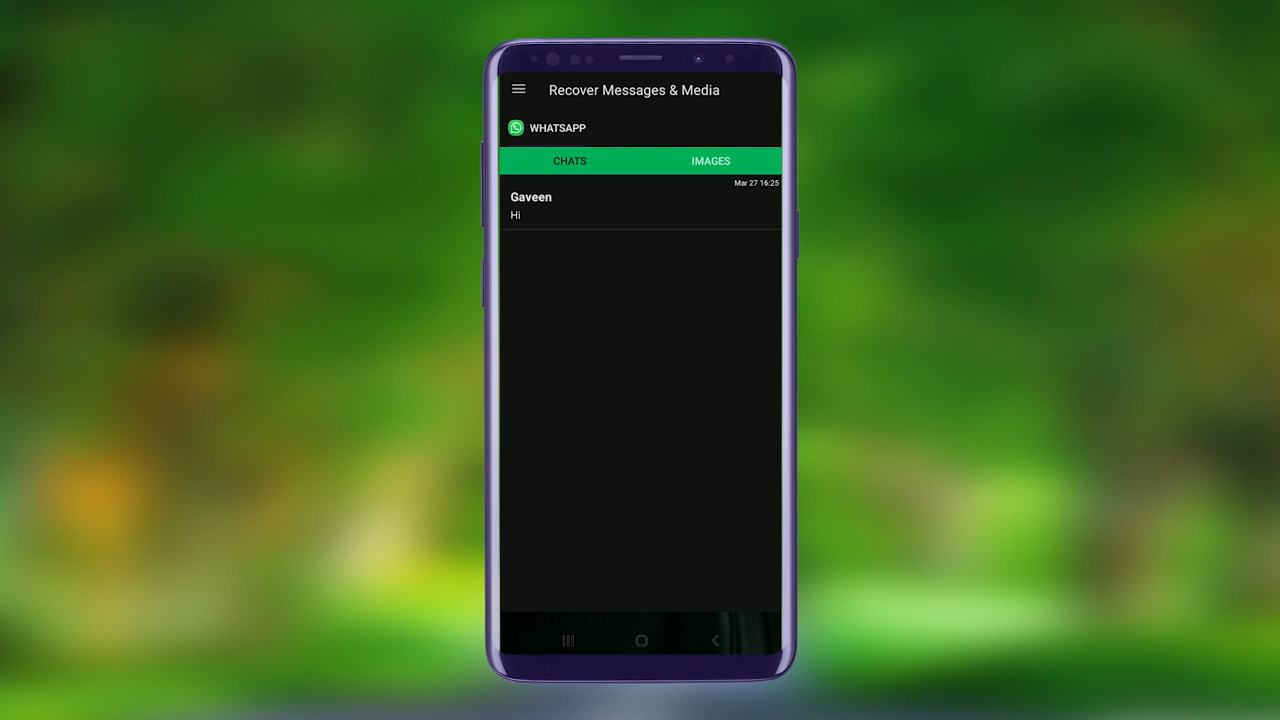 Recover Messages & Media
WHATSAPP
CHATS IMAGES
Mar 27 16:25
Gaveen
Hi